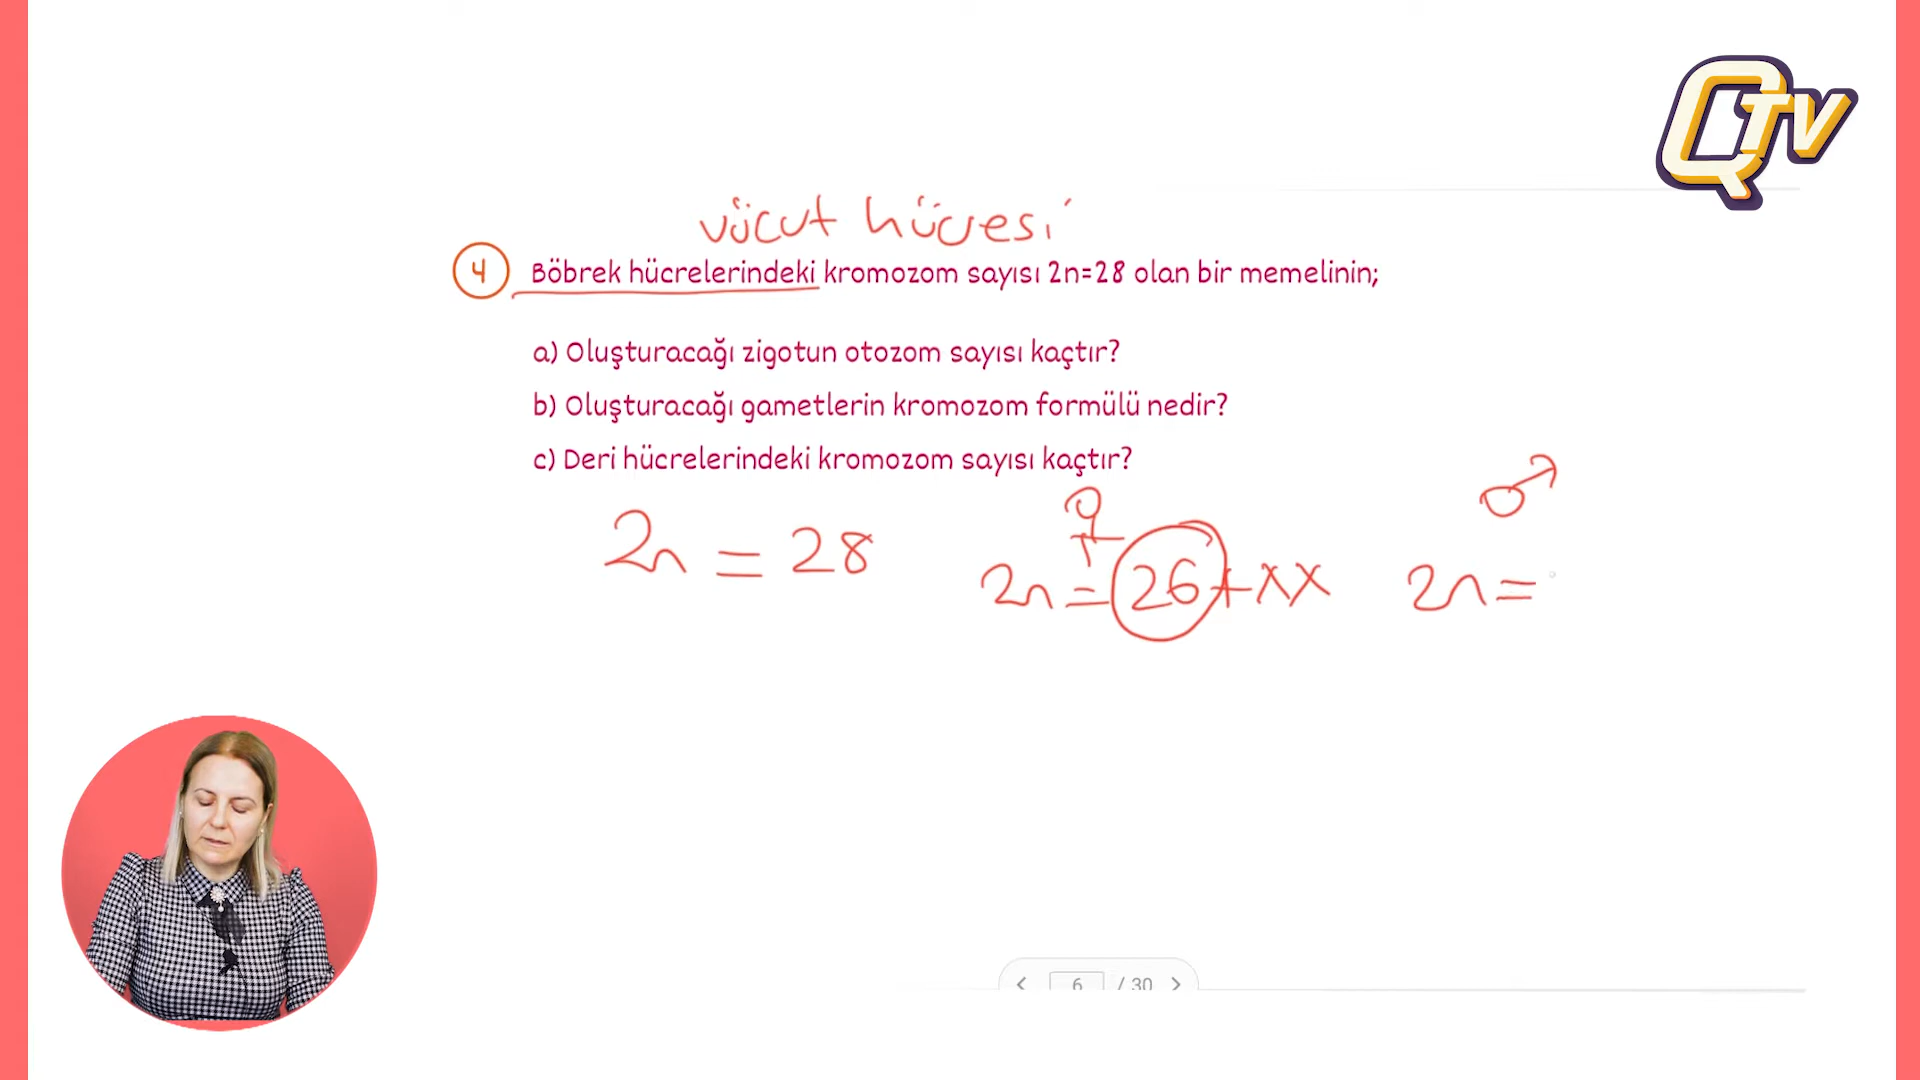 QTV
vücut hücresi
4 Böbrek hücrelerindeki kromozom sayısı 2n=28 olan bir memelinin;
a) Oluşturacağı zigotun otozom sayısı kaçtır?
b) Oluşturacağı gametlerin kromozom formülü nedir?
c) Deri hücrelerindeki kromozom sayısı kaçtır?
♀ ♂
2n = 28 2n = 26 + XX 2n =
< 6 / 30 >